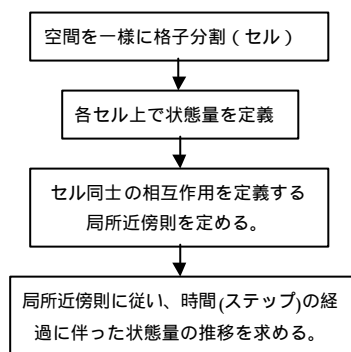 空間を一様に格子分割（セル）
各セル上で状態量を定義
セル同士の相互作用を定義する
局所近傍則を定める。
局所近傍則に従い、時間(ステップ)の経
過に伴った状態量の推移を求める。